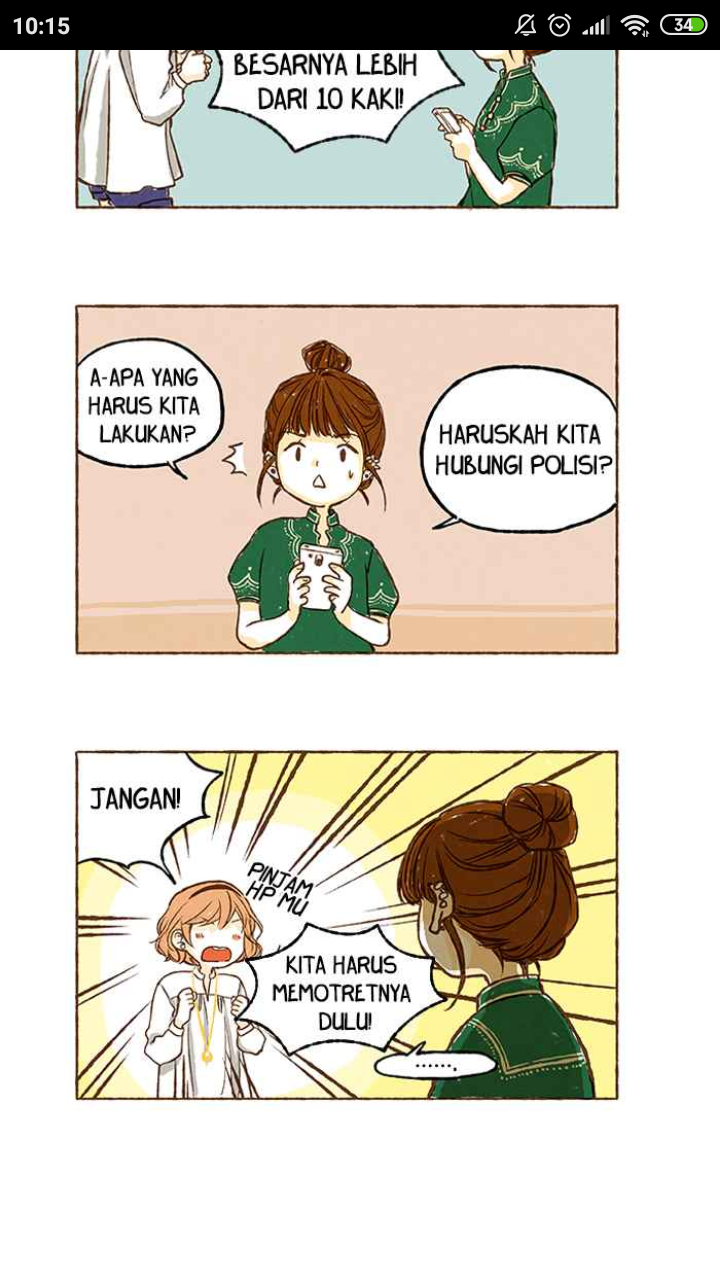 10:15
34
BESARNYA LEBIH
DARI 10 KAKI!
A-APA YANG
HARUS KITA
LAKUKAN?
HARUSKAH KITA
HUBUNGI POLISI?
JANGAN!
PINJAM
HP MU
KITA HARUS
MEMOTRETNYA
DULU!
.......